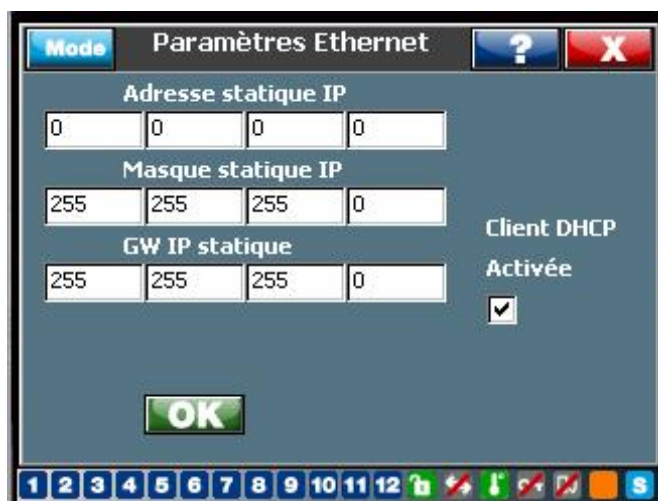 Mode Paramètres Ethernet ? X
Adresse statique IP
0 0 0 0
Masque statique IP
255 255 255 0
GW IP statique
255 255 255 0
Client DHCP
Activée
OK
1 2 3 4 5 6 7 8 9 10 11 12 S